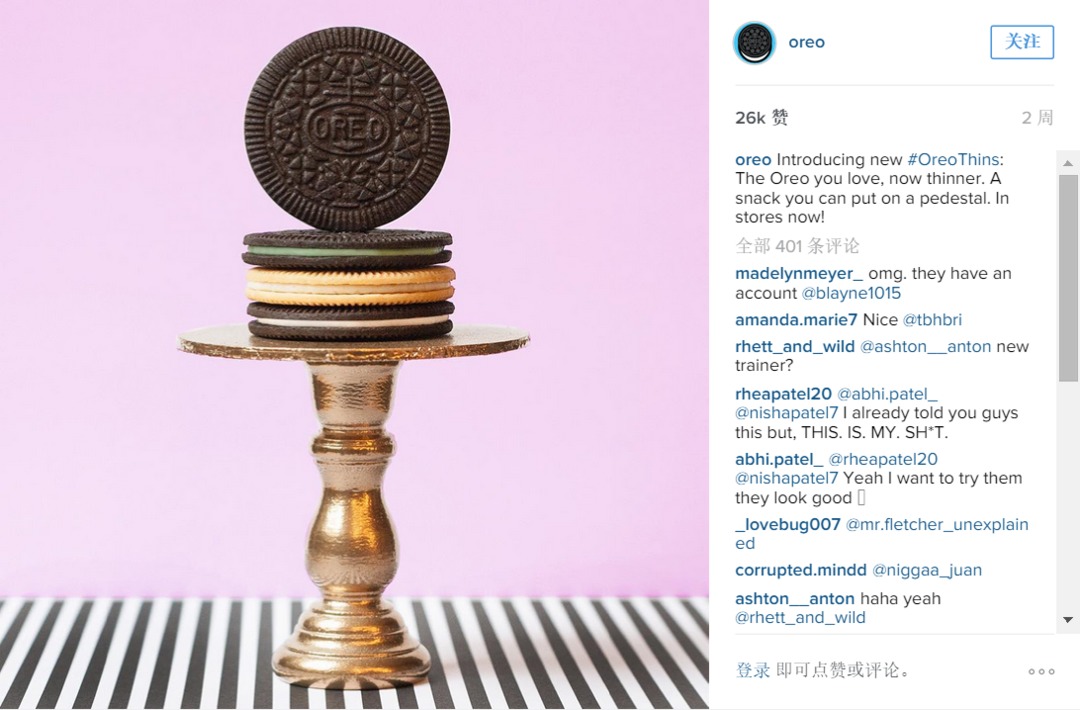 OREO
oreo
关注
26k 赞
2 周
oreo Introducing new #OreoThins:
The Oreo you love, now thinner. A
snack you can put on a pedestal. In
stores now!
全部 401 条评论
madelynmeyer_ omg. they have an
account @blayne1015
amanda.marie7 Nice @tbhbri
rhett_and_wild @ashton__anton new
trainer?
rheapatel20 @abhi.patel_
@nishapatel7 I already told you guys
this but, THIS. IS. MY. SH*T.
abhi.patel_ @rheapatel20
@nishapatel7 Yeah I want to try them
they look good
_lovebug007 @mr.fletcher_unexplain
ed
corrupted.mindd @niggaa_juan
ashton__anton haha yeah
@rhett_and_wild
登录 即可点赞或评论。